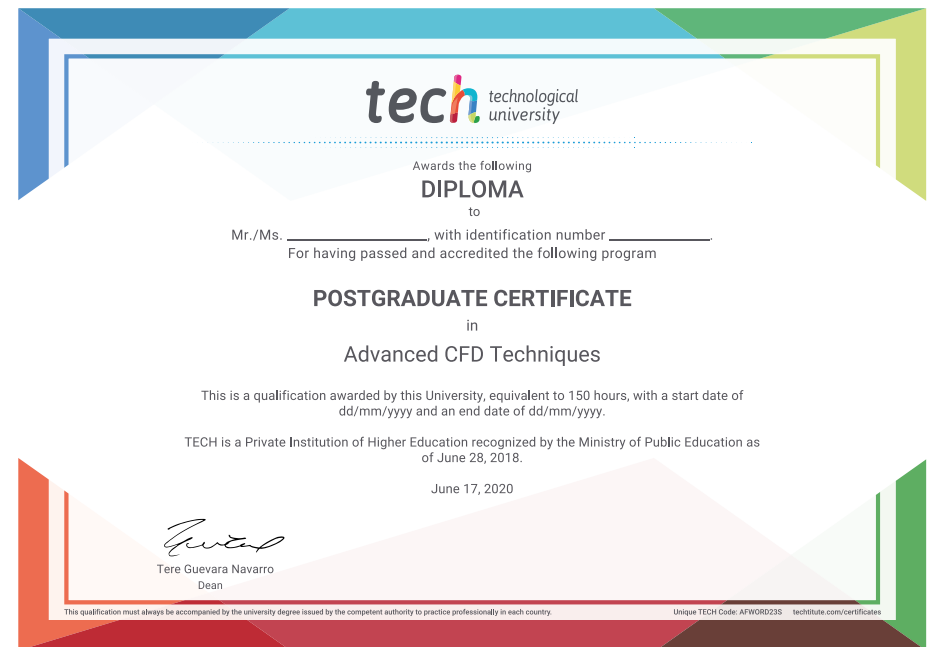 tech technological
university
Awards the following
DIPLOMA
to
Mr./Ms. ____________________, with identification number ______________.
For having passed and accredited the following program
POSTGRADUATE CERTIFICATE
in
Advanced CFD Techniques
This is a qualification awarded by this University, equivalent to 150 hours, with a start date of
dd/mm/yyyy and an end date of dd/mm/yyyy.
TECH is a Private Institution of Higher Education recognized by the Ministry of Public Education as
of June 28, 2018.
June 17, 2020
Tere Guevara Navarro
Dean
This qualification must always be accompanied by the university degree issued by the competent authority to practice professionally in each country.
Unique TECH Code: AFWORD23S techtitute.com/certificates